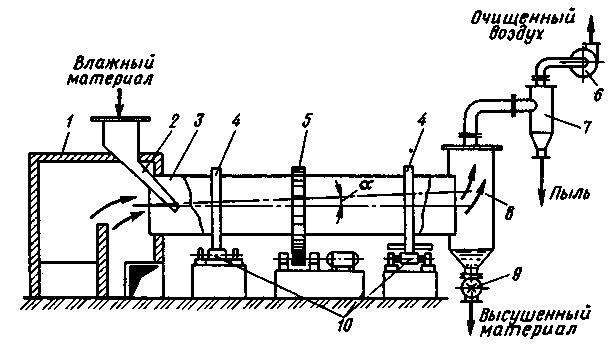 Очищенный
воздух
Влажный
материал
1
2
3
4
5
4
6
7
α
8
Пыль
9
10
Высушенный
материал